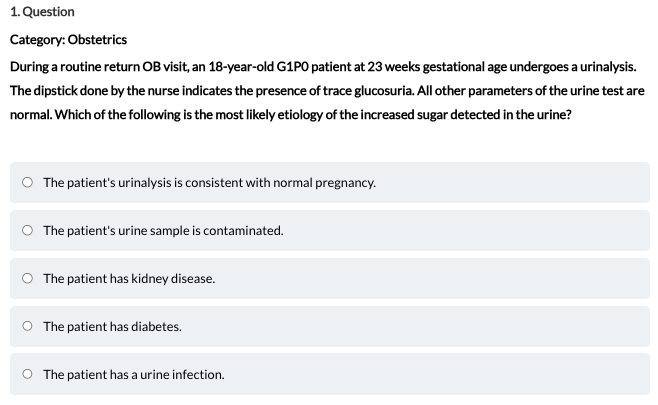 1. Question
Category: Obstetrics
During a routine return OB visit, an 18-year-old G1P0 patient at 23 weeks gestational age undergoes a urinalysis.
The dipstick done by the nurse indicates the presence of trace glucosuria. All other parameters of the urine test are
normal. Which of the following is the most likely etiology of the increased sugar detected in the urine?
The patient's urinalysis is consistent with normal pregnancy.
The patient's urine sample is contaminated.
The patient has kidney disease.
The patient has diabetes.
The patient has a urine infection.